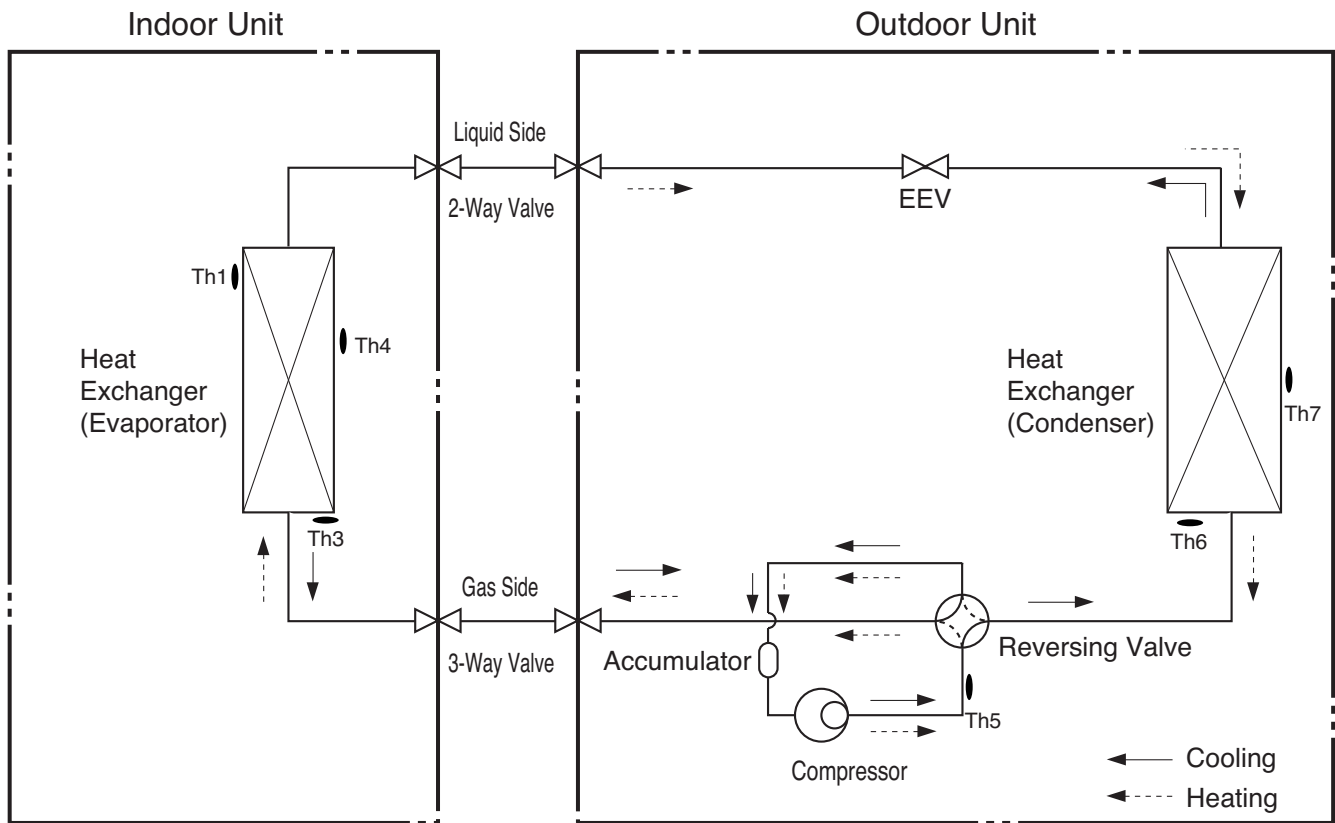 Indoor Unit
Outdoor Unit
Liquid Side
2-Way Valve
EEV
Th1
Th4
Heat
Exchanger
(Evaporator)
Heat
Exchanger
(Condenser)
Th7
Th3
Th6
Gas Side
3-Way Valve
Accumulator
Reversing Valve
Th5
Compressor
Cooling
Heating